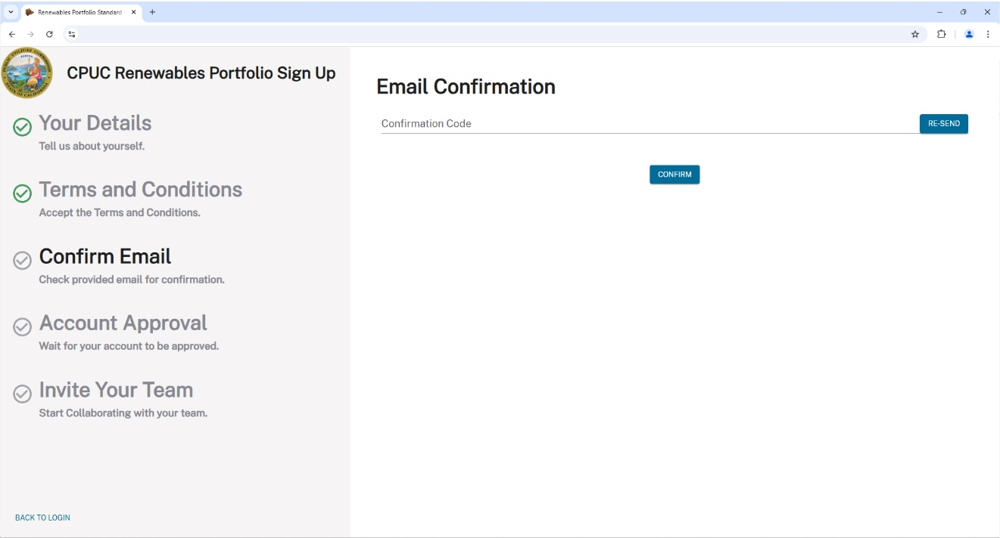 Renewables Portfolio Standard
CPUC Renewables Portfolio Sign Up
Your Details
Tell us about yourself.
Terms and Conditions
Accept the Terms and Conditions.
Confirm Email
Check provided email for confirmation.
Account Approval
Wait for your account to be approved.
Invite Your Team
Start Collaborating with your team.
BACK TO LOGIN
Email Confirmation
Confirmation Code
RE-SEND
CONFIRM